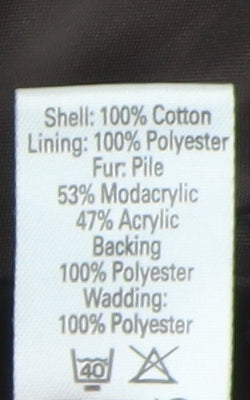 Shell: 100% Cotton
Lining: 100% Polyester
Fur: Pile
53% Modacrylic
47% Acrylic
Backing
100% Polyester
Wadding:
100% Polyester
40